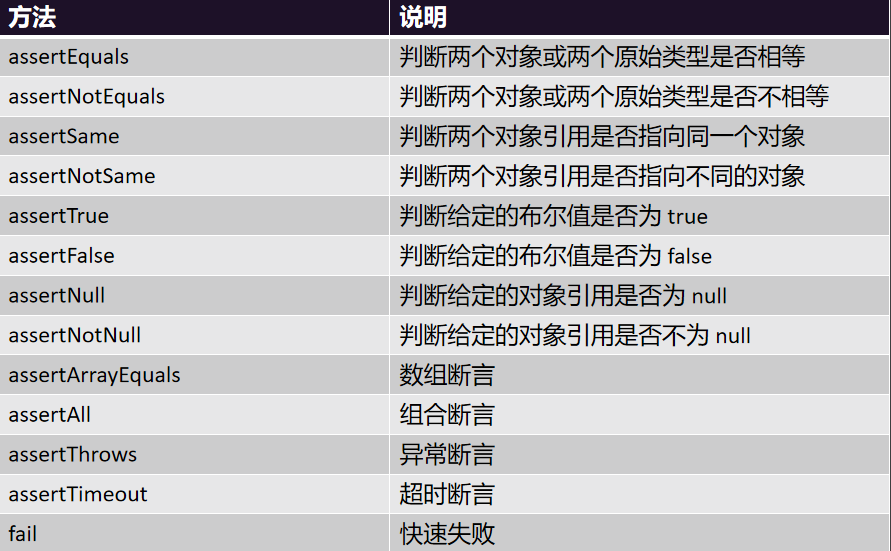 方法 说明
assertEquals 判断两个对象或两个原始类型是否相等
assertNotEquals 判断两个对象或两个原始类型是否不相等
assertSame 判断两个对象引用是否指向同一个对象
assertNotSame 判断两个对象引用是否指向不同的对象
assertTrue 判断给定的布尔值是否为 true
assertFalse 判断给定的布尔值是否为 false
assertNull 判断给定的对象引用是否为 null
assertNotNull 判断给定的对象引用是否不为 null
assertArrayEquals 数组断言
assertAll 组合断言
assertThrows 异常断言
assertTimeout 超时断言
fail 快速失败